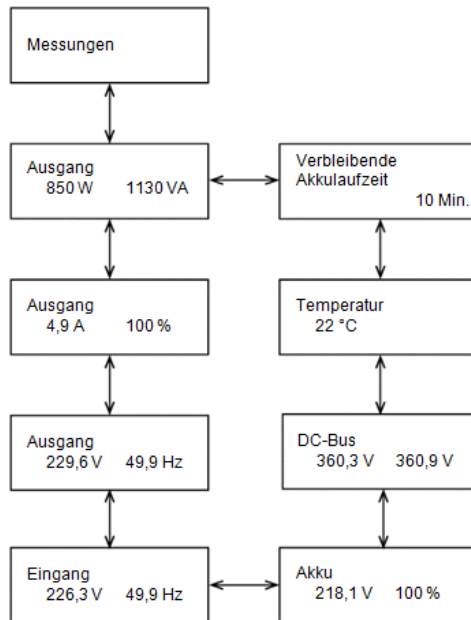 Messungen
Ausgang
850 W 1130 VA
Verbleibende
Akkulaufzeit
10 Min.
Ausgang
4,9 A 100 %
Temperatur
22 °C
Ausgang
229,6 V 49,9 Hz
DC-Bus
360,3 V 360,9 V
Eingang
226,3 V 49,9 Hz
Akku
218,1 V 100 %